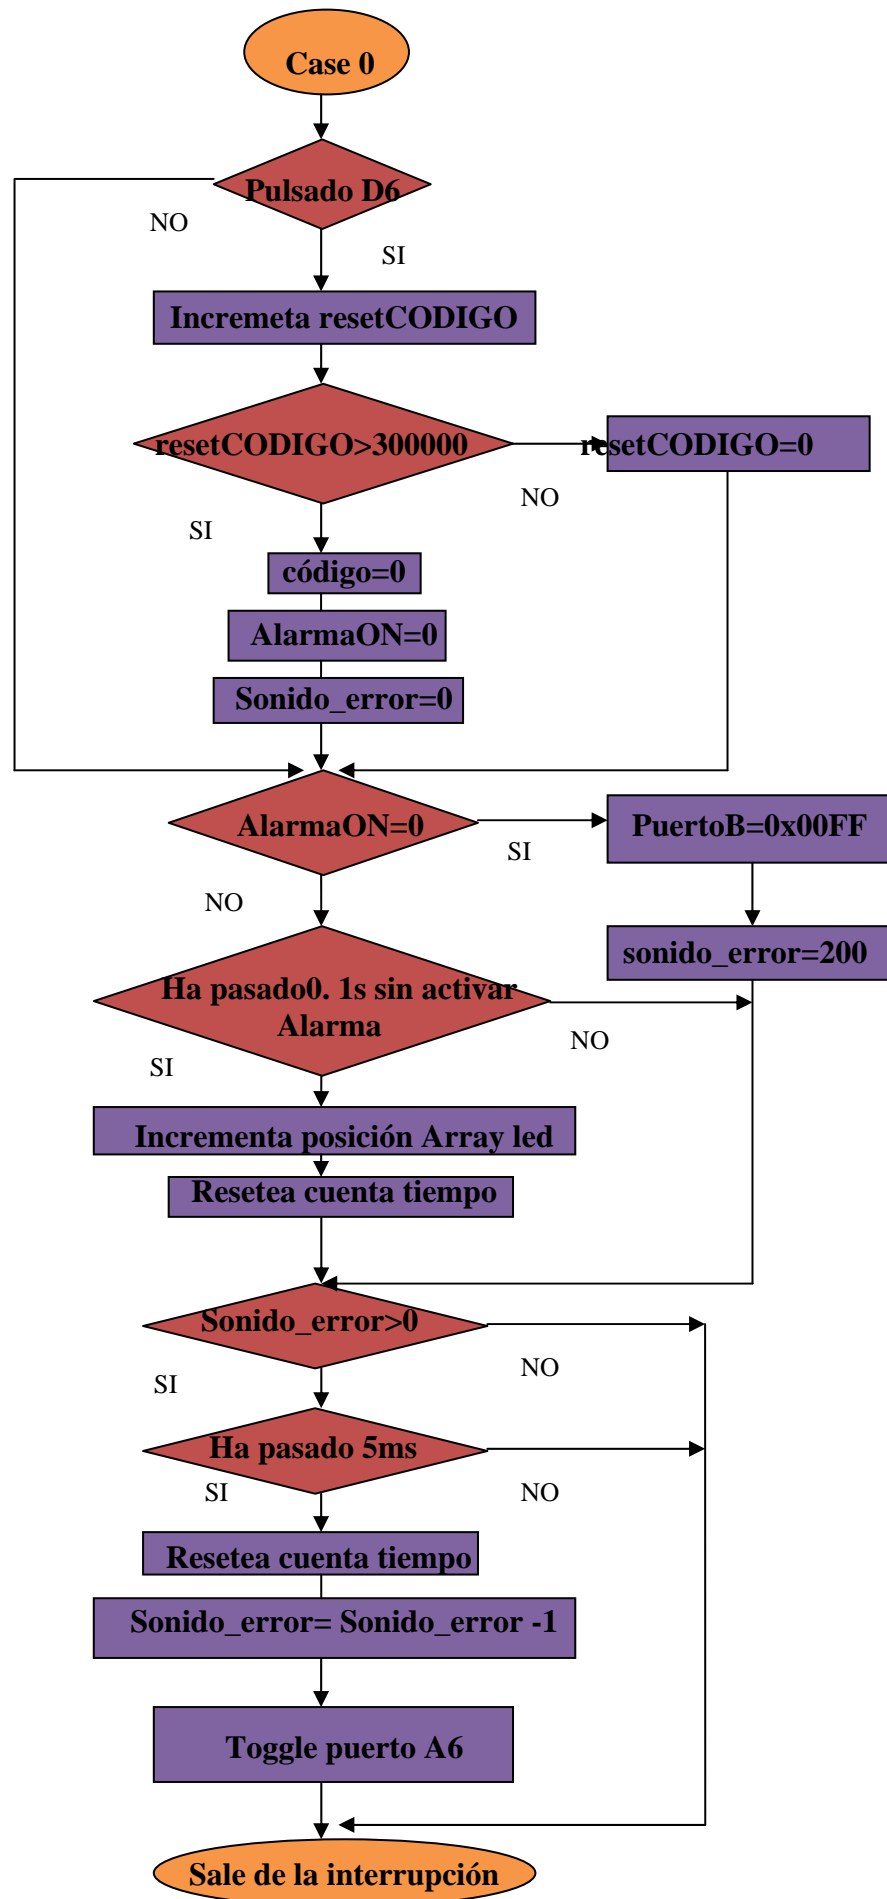 Case 0
Pulsado D6
NO
SI
Incremeta resetCODIGO
resetCODIGO>300000
resetCODIGO=0
NO
SI
código=0
AlarmaON=0
Sonido_error=0
AlarmaON=0
PuertoB=0x00FF
SI
NO
sonido_error=200
Ha pasado0. 1s sin activar
Alarma
NO
SI
Incrementa posición Array led
Resetea cuenta tiempo
Sonido_error>0
NO
SI
Ha pasado 5ms
SI
NO
Resetea cuenta tiempo
Sonido_error= Sonido_error -1
Toggle puerto A6
Sale de la interrupción